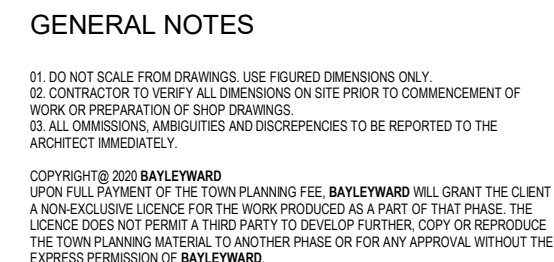 GENERAL NOTES
01. DO NOT SCALE FROM DRAWINGS. USE FIGURED DIMENSIONS ONLY.
02. CONTRACTOR TO VERIFY ALL DIMENSIONS ON SITE PRIOR TO COMMENCEMENT OF
WORK OR PREPARATION OF SHOP DRAWINGS.
03. ALL OMMISSIONS, AMBIGUITIES AND DISCREPENCIES TO BE REPORTED TO THE
ARCHITECT IMMEDIATELY.
COPYRIGHT@ 2020 BAYLEYWARD
UPON FULL PAYMENT OF THE TOWN PLANNING FEE, BAYLEYWARD WILL GRANT THE CLIENT
A NON-EXCLUSIVE LICENCE FOR THE WORK PRODUCED AS A PART OF THAT PHASE. THE
LICENCE DOES NOT PERMIT A THIRD PARTY TO DEVELOP FURTHER, COPY OR REPRODUCE
THE TOWN PLANNING MATERIAL TO ANOTHER PHASE OR FOR ANY APPROVAL WITHOUT THE
EXPRESS PERMISSION OF BAYLEYWARD.